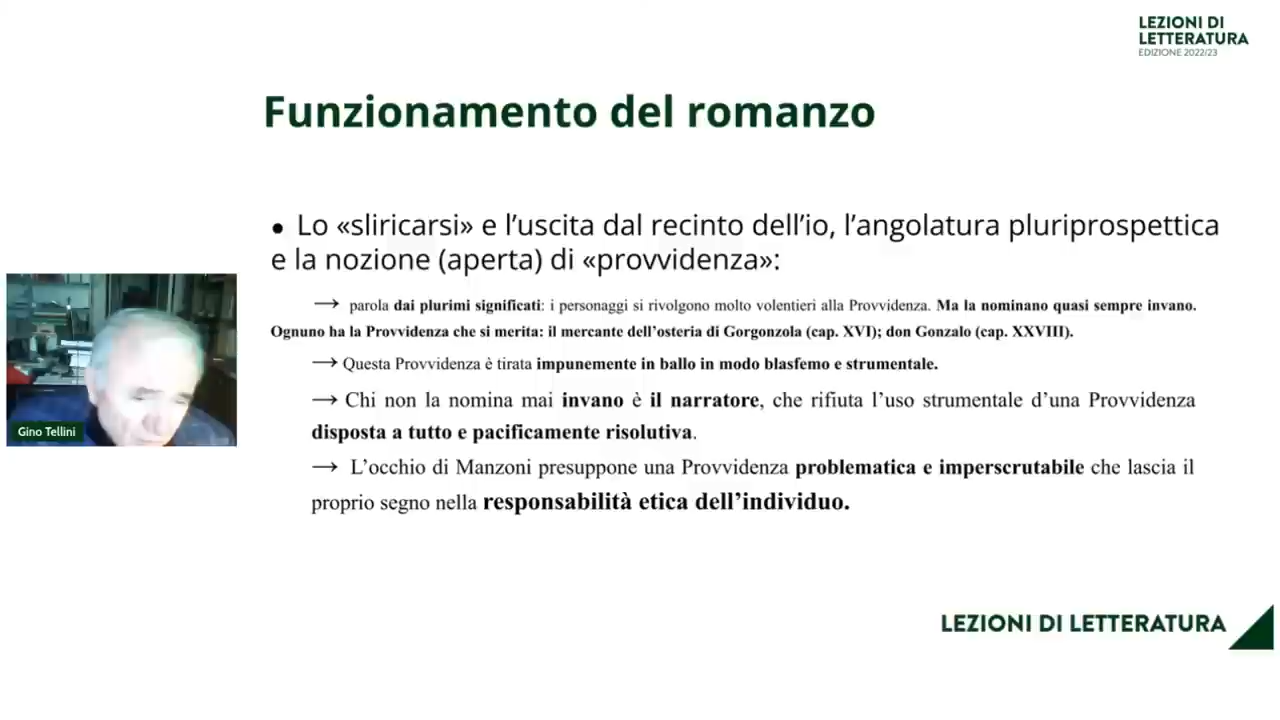 LEZIONI DI
LETTERATURA
EDIZIONE 2022/23
Funzionamento del romanzo
● Lo «sliricarsi» e l’uscita dal recinto dell’io, l’angolatura pluriprospettica
e la nozione (aperta) di «provvidenza»:
→ parola dai plurimi significati: i personaggi si rivolgono molto volentieri alla Provvidenza. Ma la nominano quasi sempre invano.
Ognuno ha la Provvidenza che si merita: il mercante dell’osteria di Gorgonzola (cap. XVI); don Gonzalo (cap. XXVIII).
→ Questa Provvidenza è tirata impunemente in ballo in modo blasfemo e strumentale.
→ Chi non la nomina mai invano è il narratore, che rifiuta l’uso strumentale d’una Provvidenza
disposta a tutto e pacificamente risolutiva.
→ L’occhio di Manzoni presuppone una Provvidenza problematica e imperscrutabile che lascia il
proprio segno nella responsabilità etica dell’individuo.
Gino Tellini
LEZIONI DI LETTERATURA